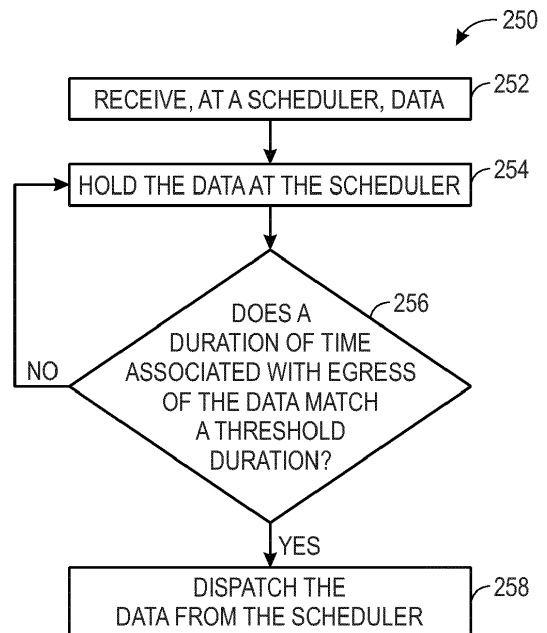 250
RECEIVE, AT A SCHEDULER, DATA
252
HOLD THE DATA AT THE SCHEDULER
254
256
DOES A
DURATION OF TIME
ASSOCIATED WITH EGRESS
OF THE DATA MATCH
A THRESHOLD
DURATION?
NO
YES
DISPATCH THE
DATA FROM THE SCHEDULER
258